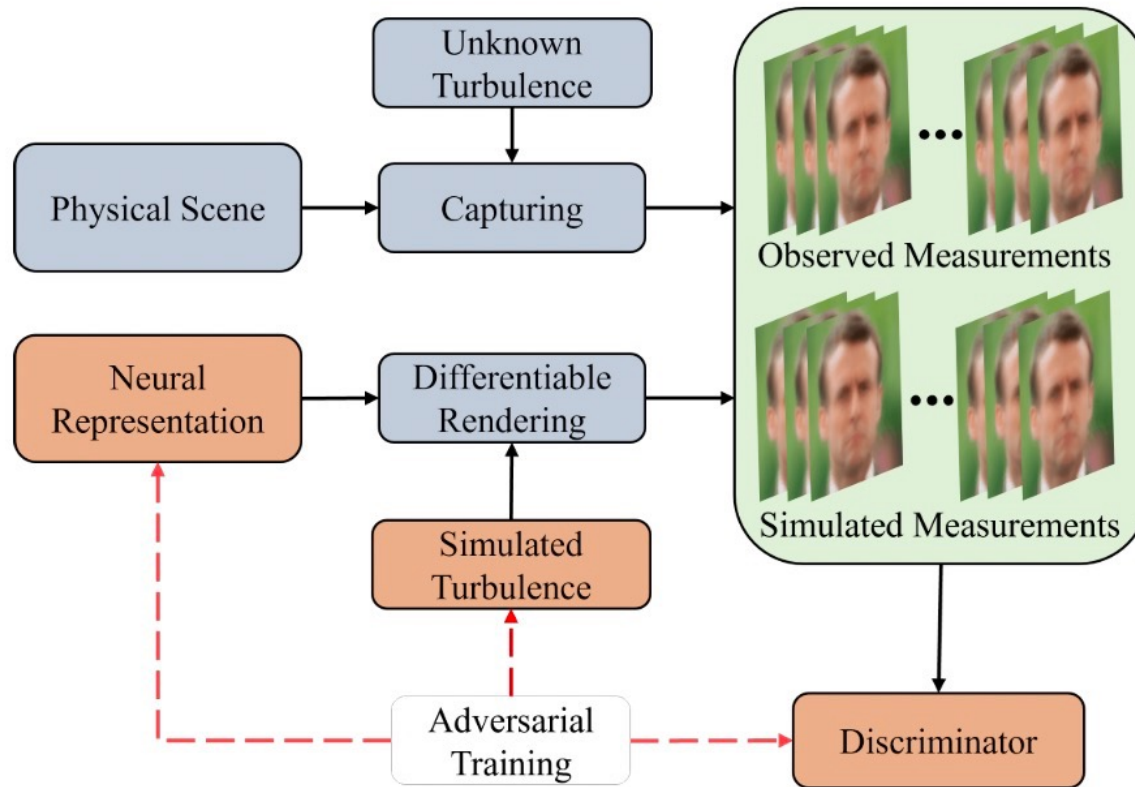 Unknown
Turbulence
Physical Scene
Capturing
Observed Measurements
Neural
Representation
Differentiable
Rendering
Simulated Measurements
Simulated
Turbulence
Adversarial
Training
Discriminator